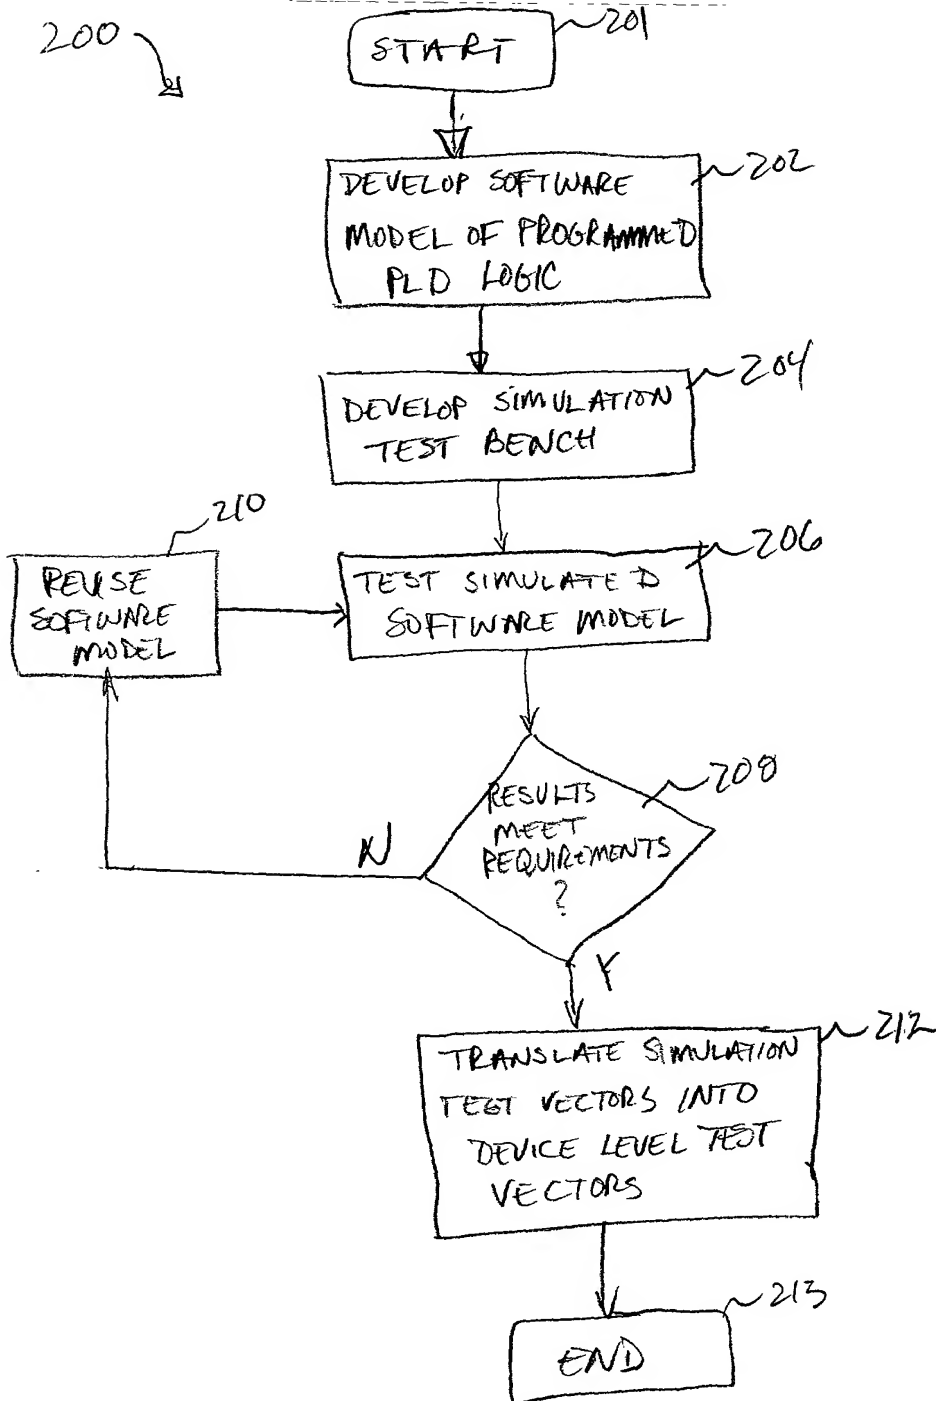 200
START
201
DEVELOP SOFTWARE
MODEL OF PROGRAMMED
PLD LOGIC
202
DEVELOP SIMULATION
TEST BENCH
204
210
REVISE
SOFTWARE
MODEL
TEST SIMULATED
SOFTWARE MODEL
206
RESULTS
MEET
REQUIREMENTS
?
208
N
Y
TRANSLATE SIMULATION
TEST VECTORS INTO
DEVICE LEVEL TEST
VECTORS
212
END
213